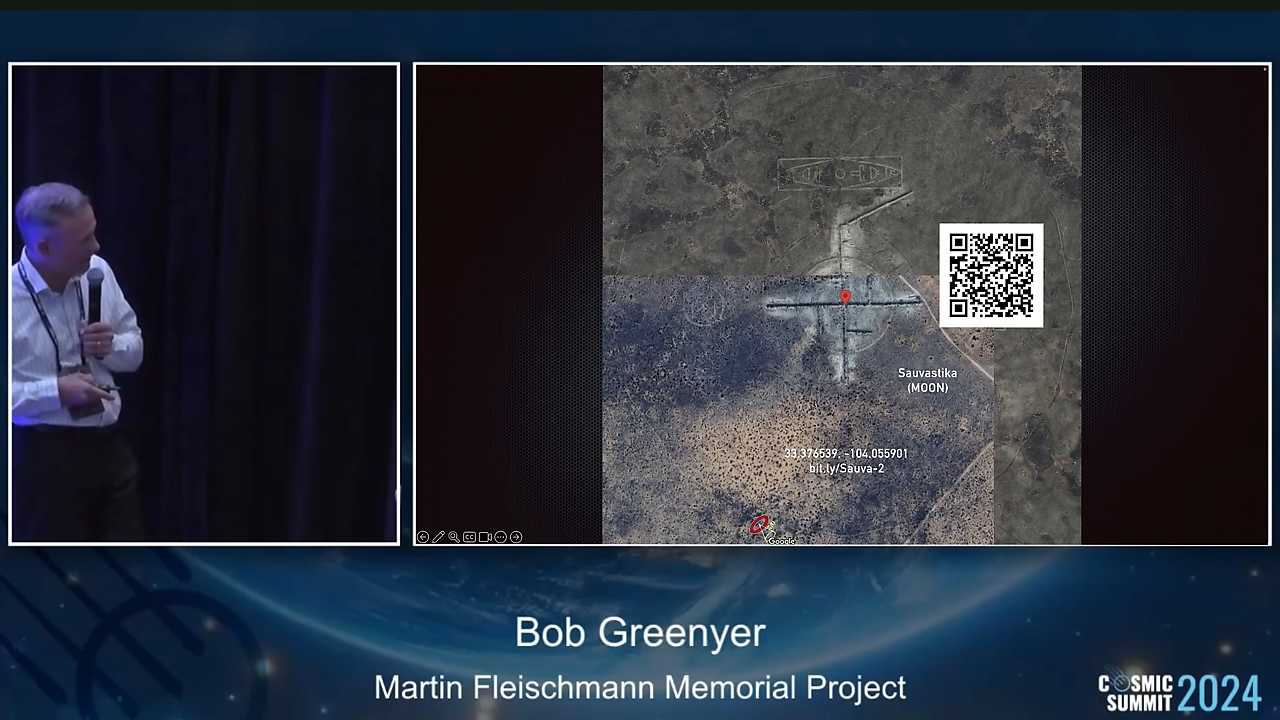 Sauvastika
(MOON)
33.376539, -104.055901
bit.ly/Sauva-2
Google
Bob Greenyer
Martin Fleischmann Memorial Project
COSMIC
SUMMIT 2024